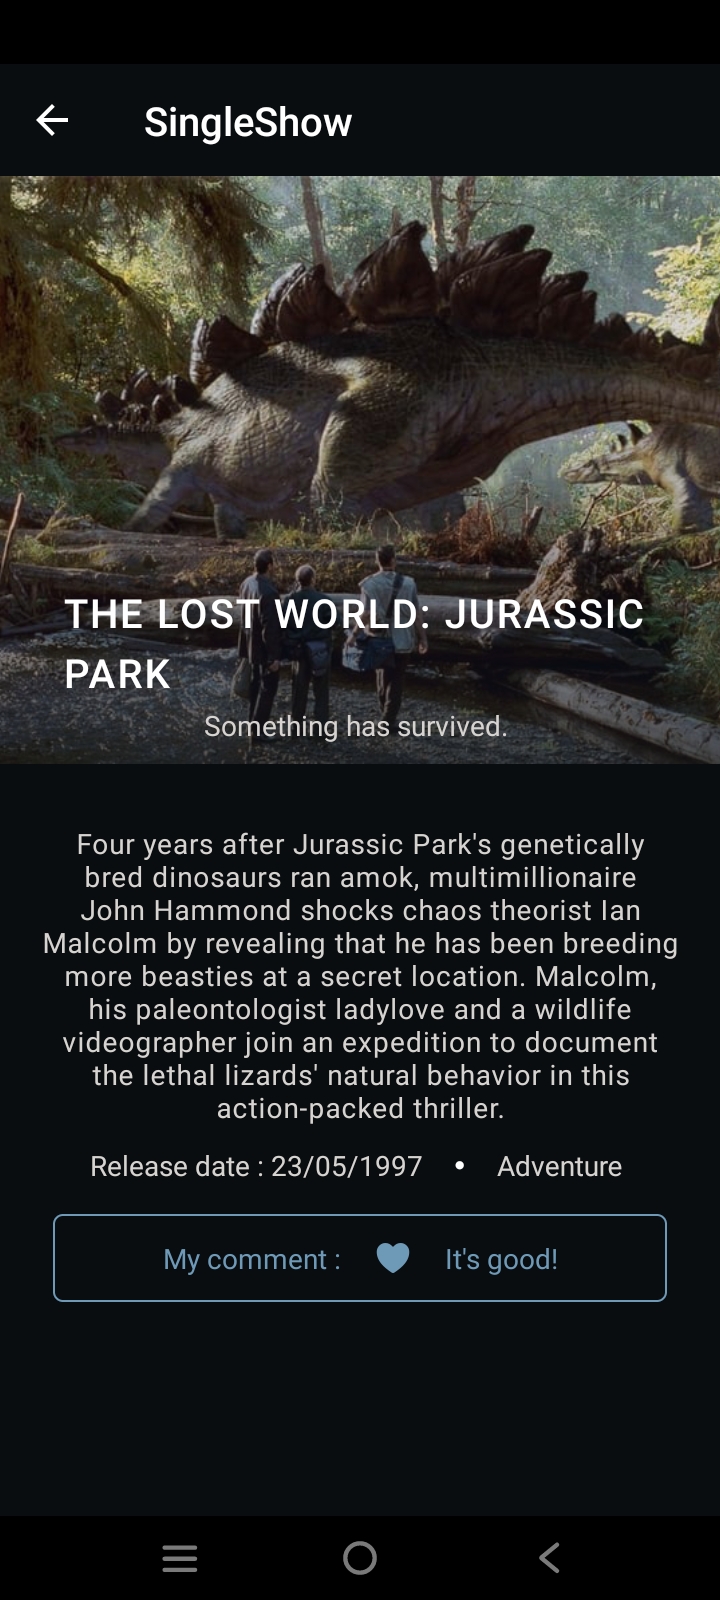 SingleShow
THE LOST WORLD: JURASSIC
PARK
Something has survived.
Four years after Jurassic Park's genetically
bred dinosaurs ran amok, multimillionaire
John Hammond shocks chaos theorist Ian
Malcolm by revealing that he has been breeding
more beasties at a secret location. Malcolm,
his paleontologist ladylove and a wildlife
videographer join an expedition to document
the lethal lizards' natural behavior in this
action-packed thriller.
Release date : 23/05/1997 • Adventure
My comment : It's good!